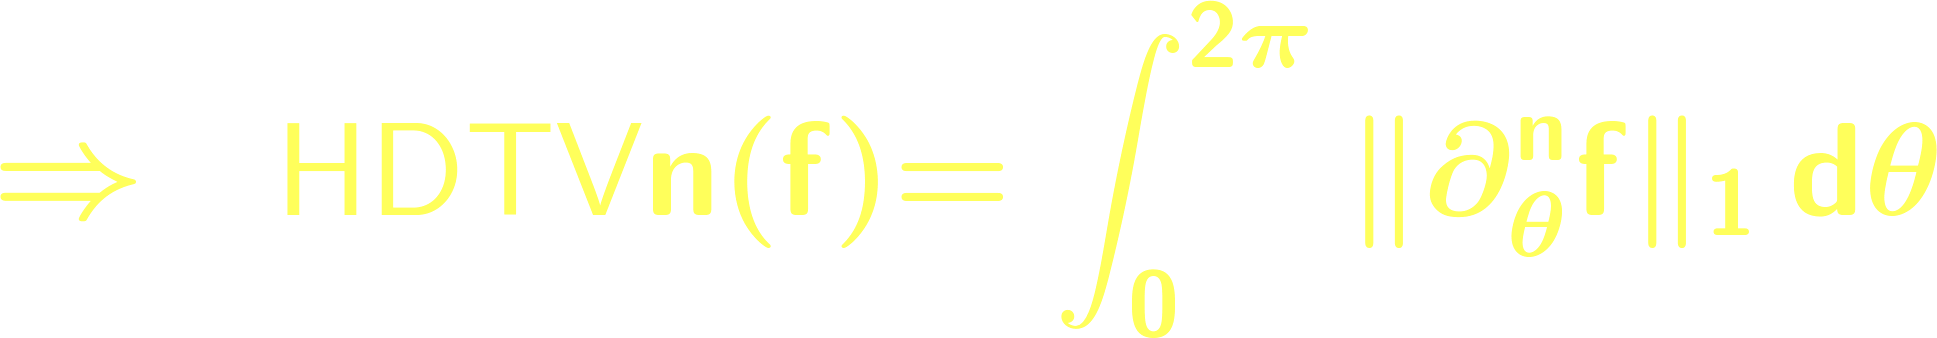 ⇒ HDTVn(f)=∫₀^{2π} ‖∂_θ^n f‖₁ dθ